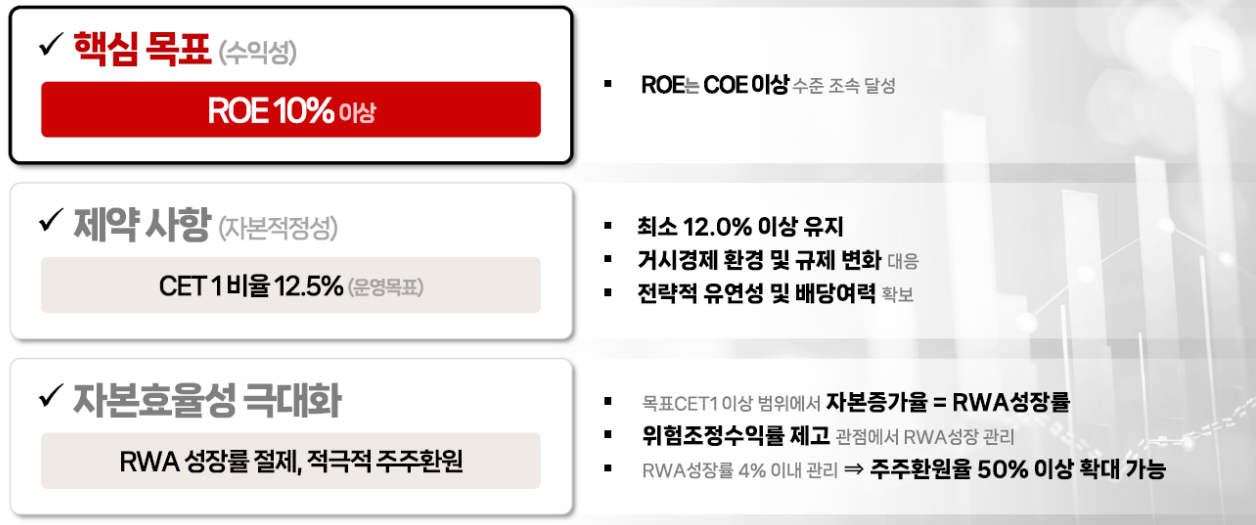 ✓ 핵심 목표 (수익성)
ROE 10% 이상
▪ ROE는 COE 이상 수준 조속 달성
✓ 제약 사항 (자본적정성)
CET 1 비율 12.5% (운영목표)
▪ 최소 12.0% 이상 유지
▪ 거시경제 환경 및 규제 변화 대응
▪ 전략적 유연성 및 배당여력 확보
✓ 자본효율성 극대화
RWA 성장률 절제, 적극적 주주환원
▪ 목표CET1 이상 범위에서 자본증가율 = RWA성장률
▪ 위험조정수익률 제고 관점에서 RWA성장 관리
▪ RWA성장률 4% 이내 관리 ⇒ 주주환원율 50% 이상 확대 가능